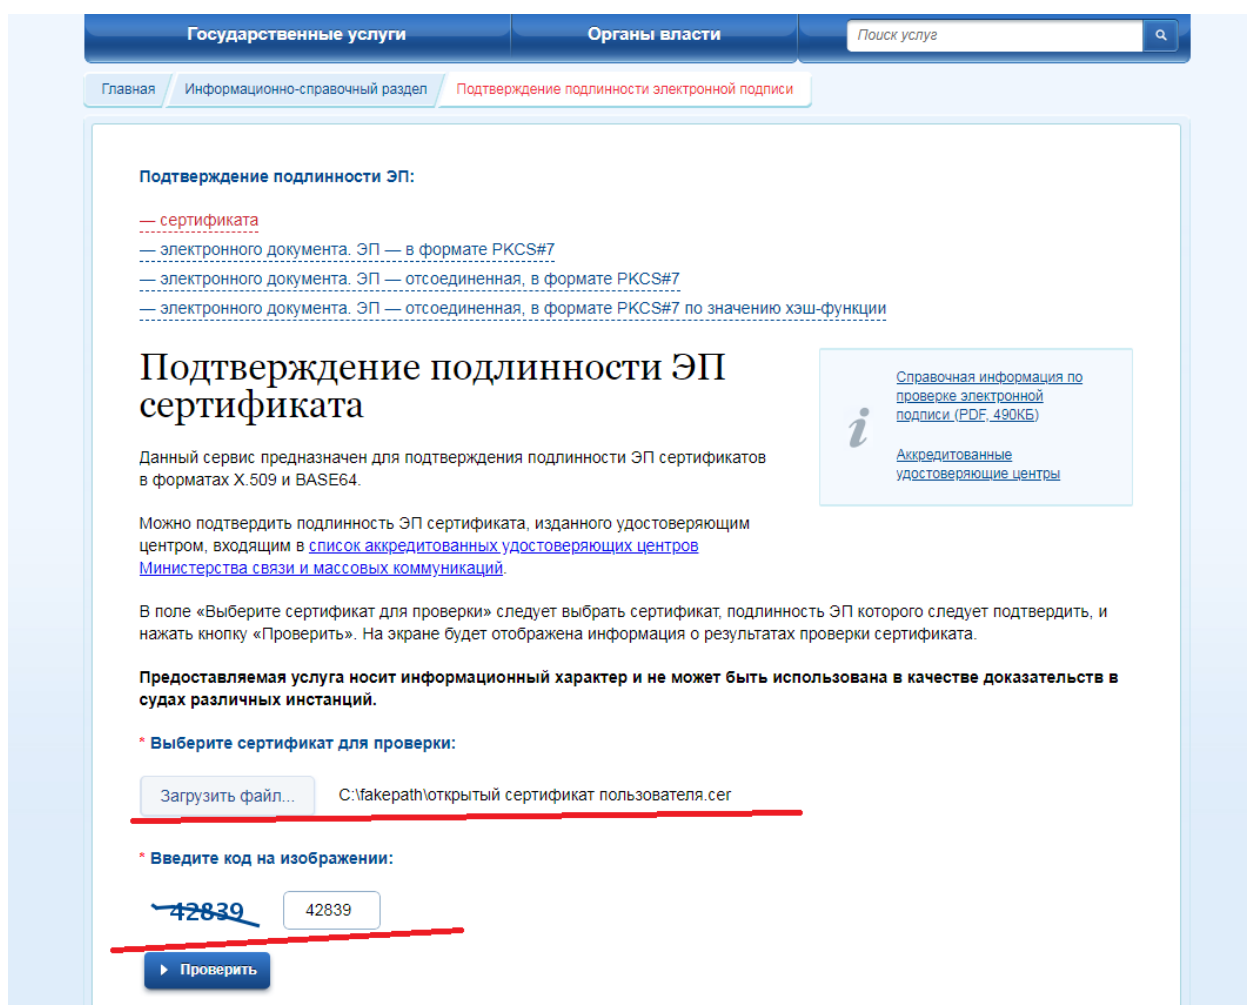 Государственные услуги
Органы власти
Поиск услуг
Главная
Информационно-справочный раздел
Подтверждение подлинности электронной подписи
Подтверждение подлинности ЭП:
— сертификата
— электронного документа. ЭП — в формате PKCS#7
— электронного документа. ЭП — отсоединенная, в формате PKCS#7
— электронного документа. ЭП — отсоединенная, в формате PKCS#7 по значению хэш-функции
Подтверждение подлинности ЭП
сертификата
Справочная информация по
проверке электронной
подписи (PDF, 490КБ)
Аккредитованные
удостоверяющие центры
Данный сервис предназначен для подтверждения подлинности ЭП сертификатов
в форматах X.509 и BASE64.
Можно подтвердить подлинность ЭП сертификата, изданного удостоверяющим
центром, входящим в список аккредитованных удостоверяющих центров
Министерства связи и массовых коммуникаций.
В поле «Выберите сертификат для проверки» следует выбрать сертификат, подлинность ЭП которого следует подтвердить, и
нажать кнопку «Проверить». На экране будет отображена информация о результатах проверки сертификата.
Предоставляемая услуга носит информационный характер и не может быть использована в качестве доказательств в
судах различных инстанций.
* Выберите сертификат для проверки:
Загрузить файл... C:\fakepath\открытый сертификат пользователя.cer
* Введите код на изображении:
42839 42839
Проверить